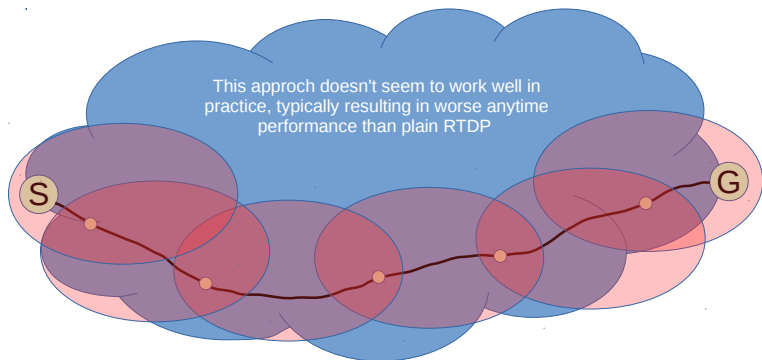 This approch doesn't seem to work well in
practice, typically resulting in worse anytime
performance than plain RTDP
S
G